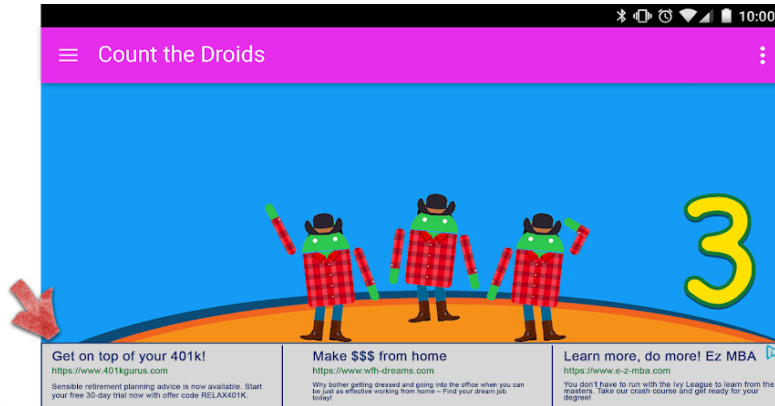 10:00
Count the Droids
3
Get on top of your 401k!
https://www.401kgurus.com
Sensible retirement planning advice is now available. Start
your free 30-day trial now with offer code RELAX401K.
Make $$$ from home
https://www.wfh-dreams.com
Why bother getting dressed and going into the office when you can
be just as effective working from home – Find your dream job
today!
Learn more, do more! Ez MBA
https://www.e-z-mba.com
You don't have to run with the Ivy League to learn from the
masters. Take our crash course and get ready for your
degree!